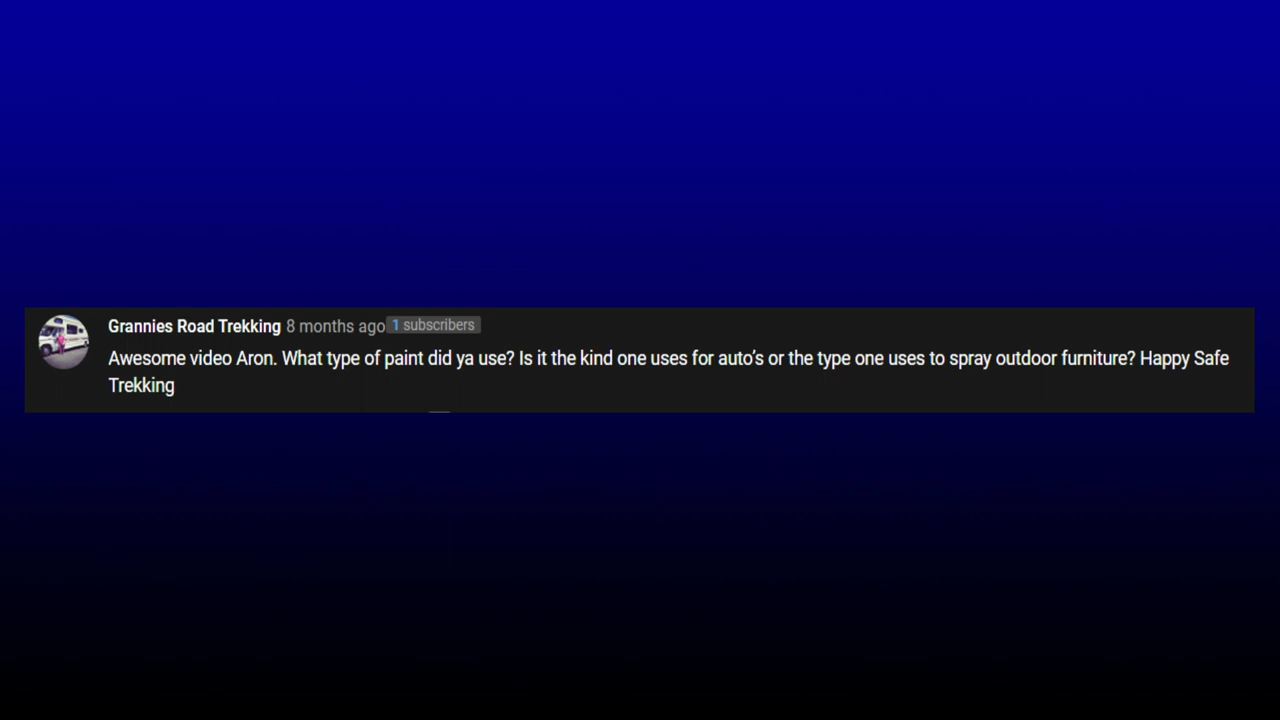 Grannies Road Trekking 8 months ago 1 subscribers
Awesome video Aron. What type of paint did ya use? Is it the kind one uses for auto’s or the type one uses to spray outdoor furniture? Happy Safe
Trekking